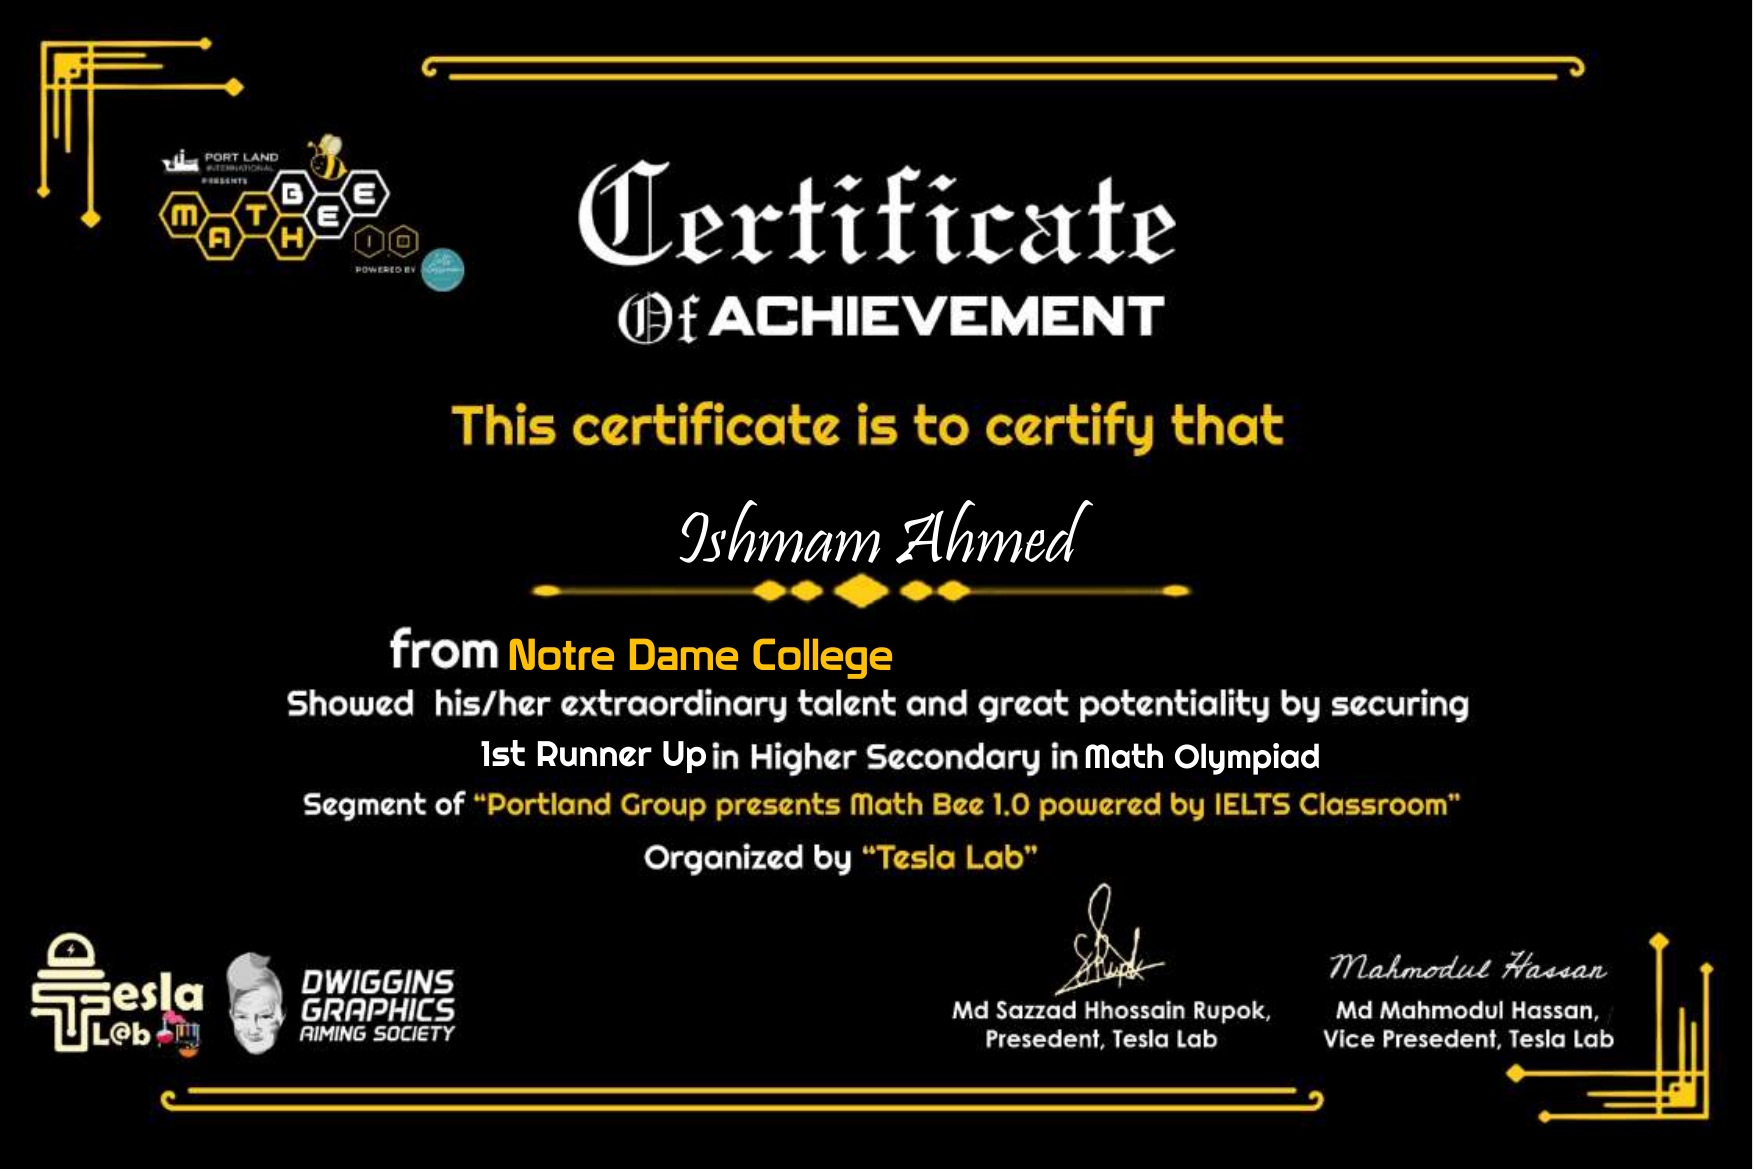 PORT LAND
INTERNATIONAL
PRESENTS
MATH BEE
1.0
POWERED BY
Certificate
Of ACHIEVEMENT
This certificate is to certify that
Ishmam Ahmed
from Notre Dame College
Showed his/her extraordinary talent and great potentiality by securing
1st Runner Up in Higher Secondary in Math Olympiad
Segment of “Portland Group presents Math Bee 1.0 powered by IELTS Classroom”
Organized by “Tesla Lab”
Tesla
L@b
DWIGGINS
GRAPHICS
AIMING SOCIETY
Md Sazzad Hhossain Rupok,
Presedent, Tesla Lab
Mahmodul Hassan
Md Mahmodul Hassan,
Vice Presedent, Tesla Lab